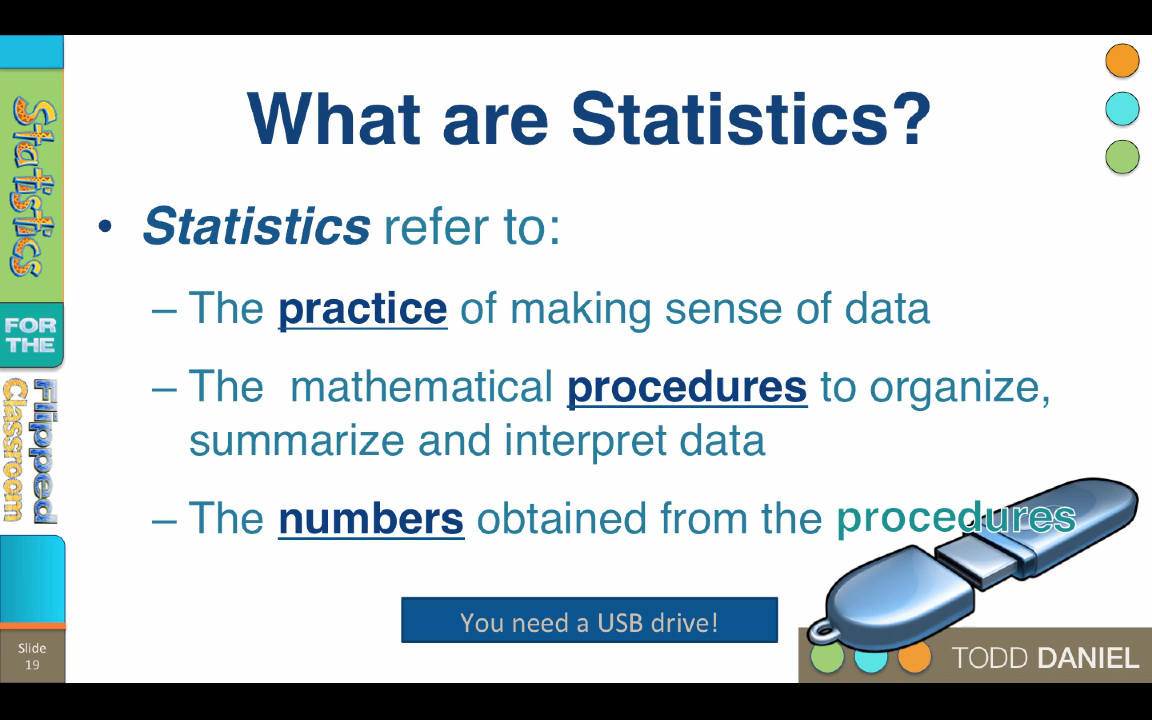 What are Statistics?
• Statistics refer to:
– The practice of making sense of data
– The mathematical procedures to organize,
summarize and interpret data
– The numbers obtained from the procedures
You need a USB drive!
Statistics
FOR
THE
Flipped
Classroom
Slide
19
TODD DANIEL